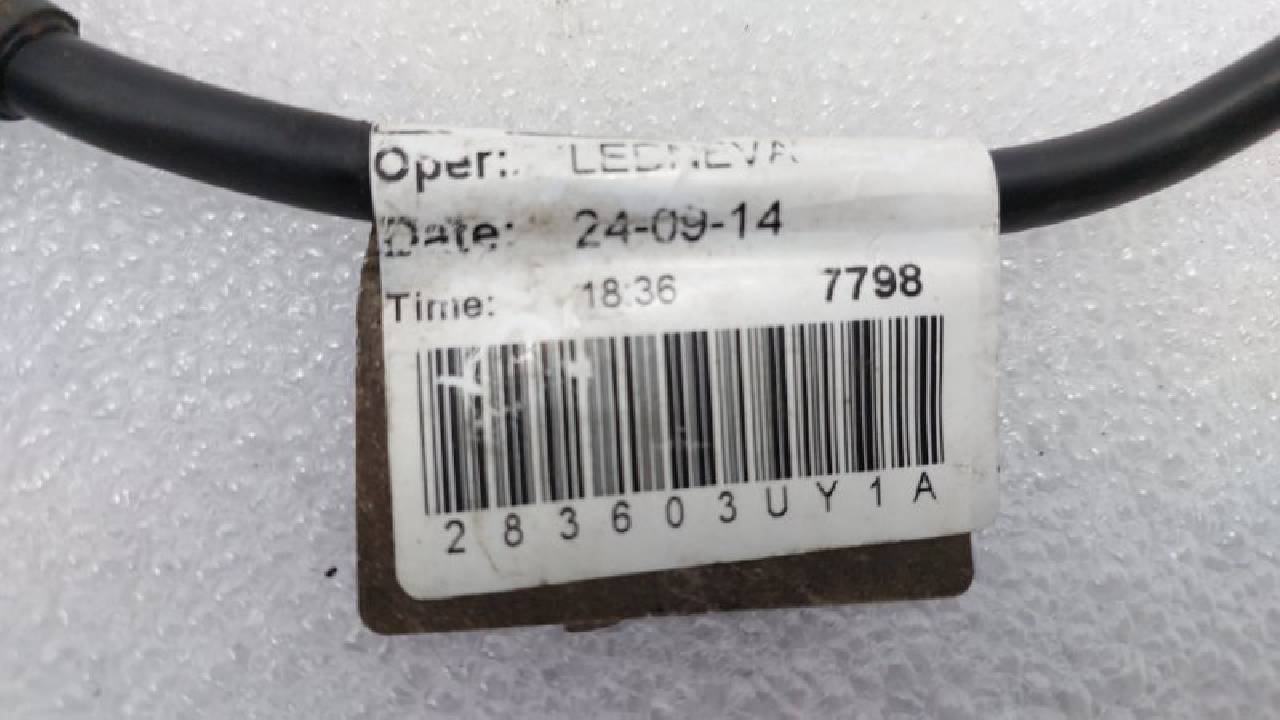 Oper: LEDNEVA
Date: 24-09-14
Time: 18:36 7798
283603UY1A